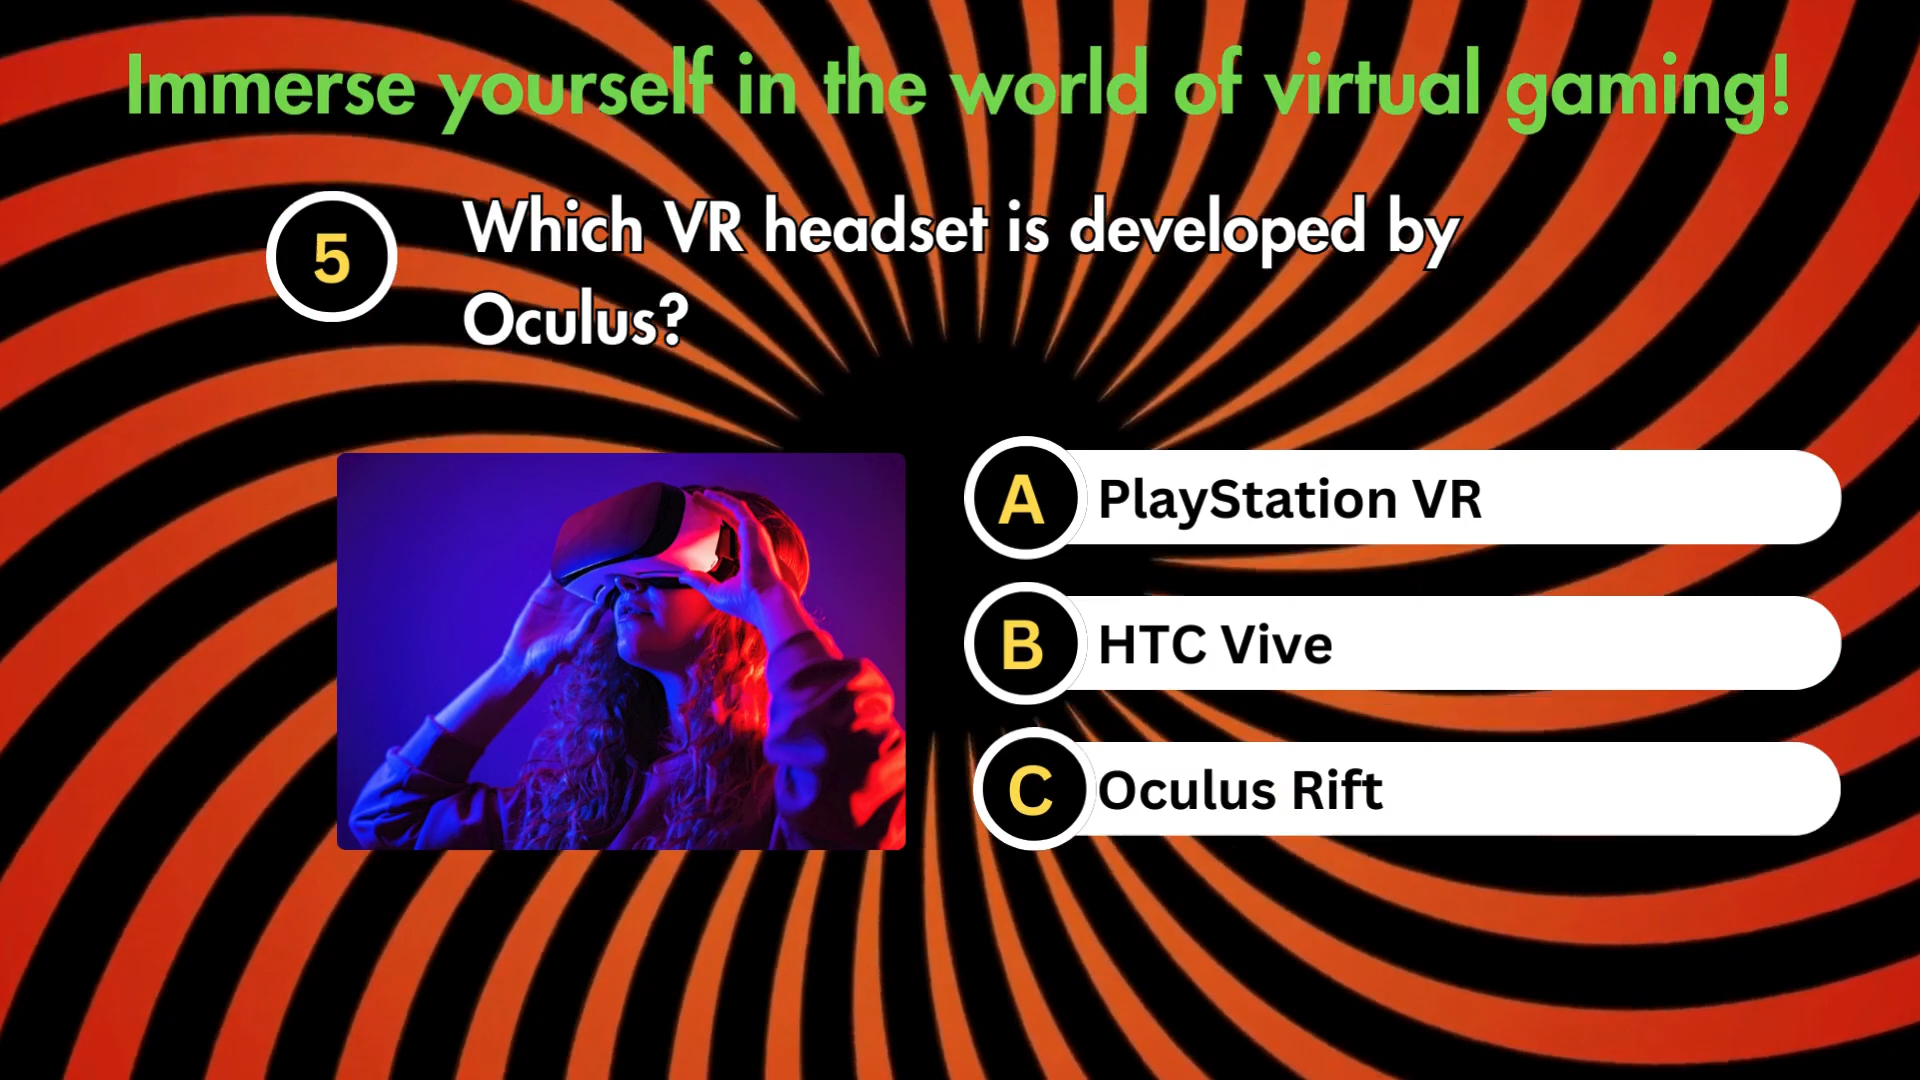 Immerse yourself in the world of virtual gaming!
5
Which VR headset is developed by
Oculus?
A PlayStation VR
B HTC Vive
C Oculus Rift